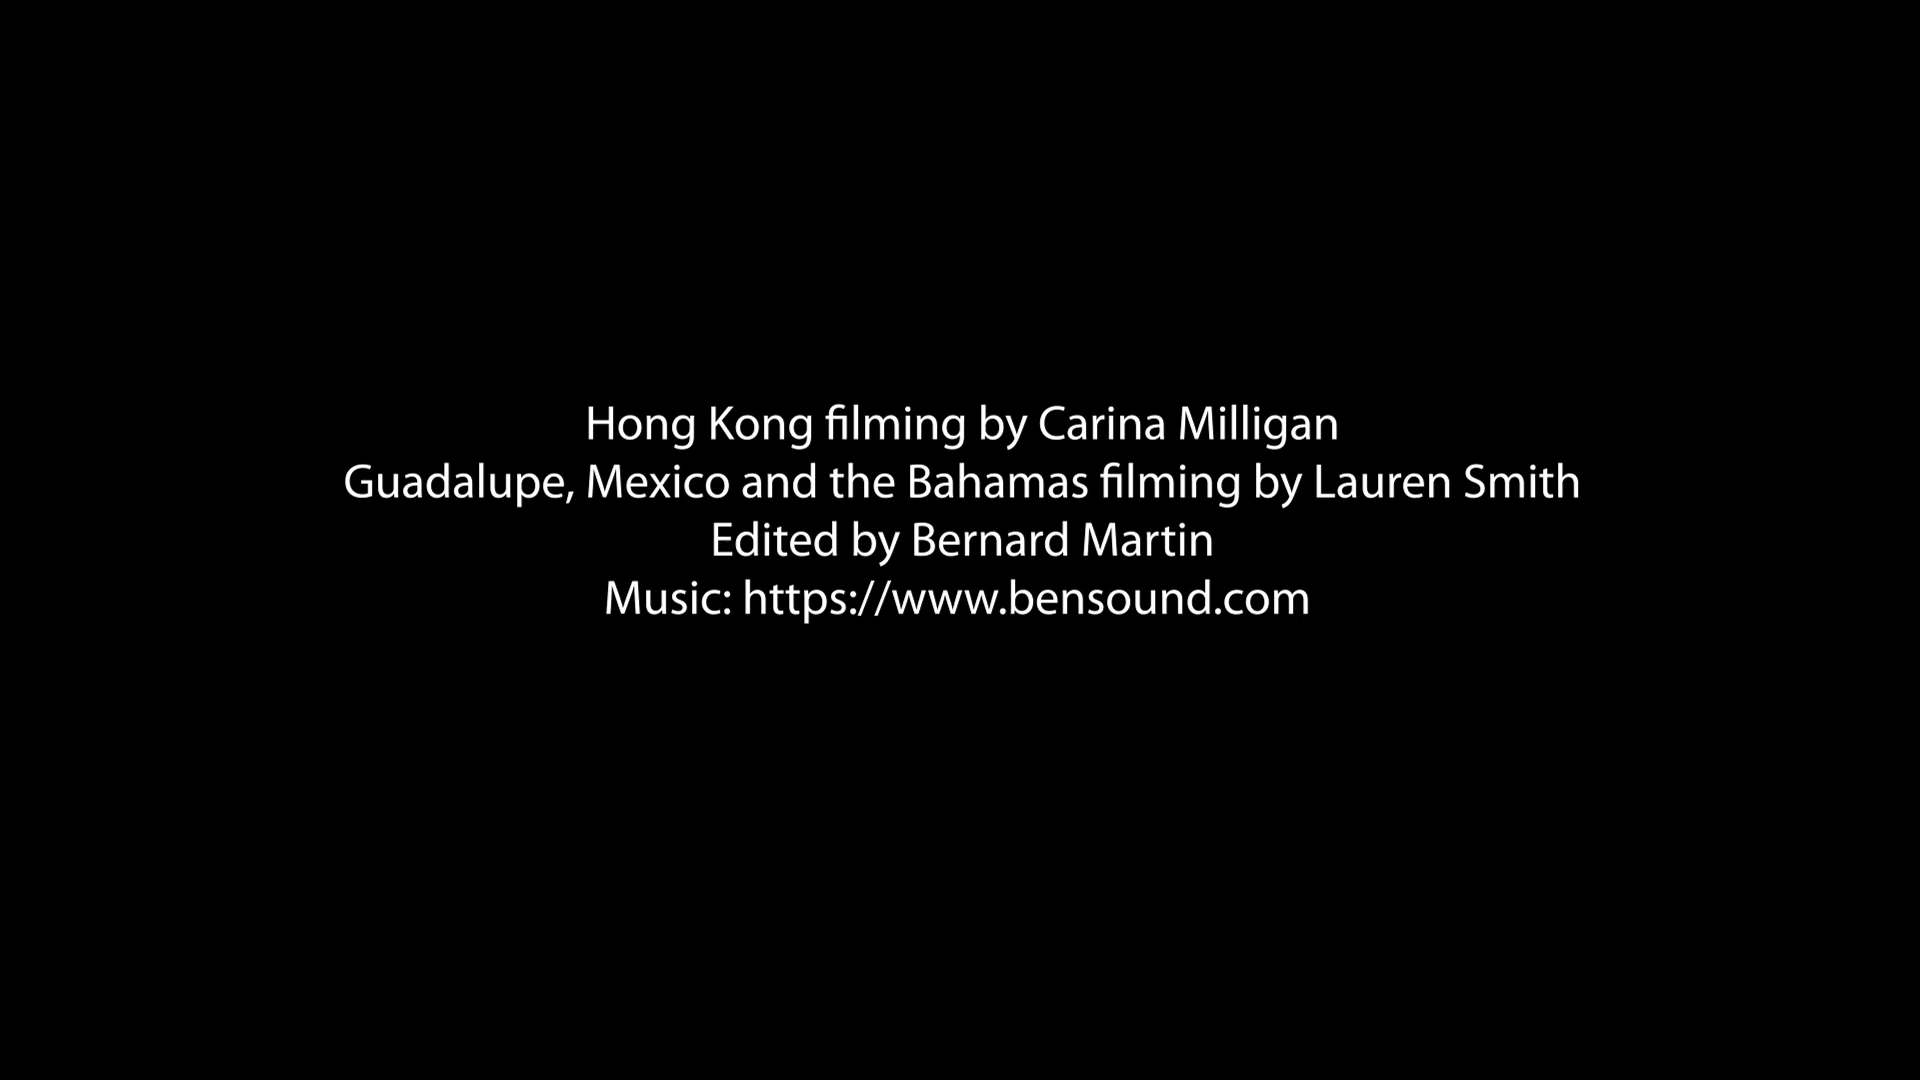 Hong Kong filming by Carina Milligan
Guadalupe, Mexico and the Bahamas filming by Lauren Smith
Edited by Bernard Martin
Music: https://www.bensound.com